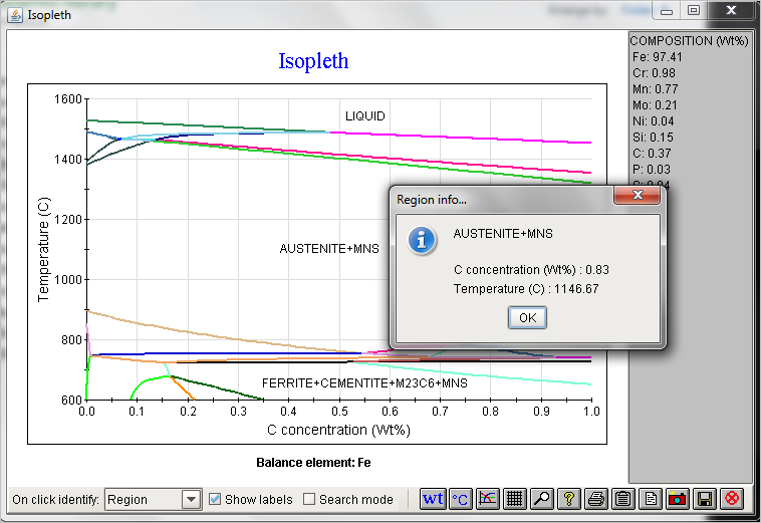 Isopleth
Isopleth
COMPOSITION (Wt%)
Fe: 97.41
Cr: 0.98
Mn: 0.77
Mo: 0.21
Ni: 0.04
Si: 0.15
C: 0.37
P: 0.03
Temperature (C)
1600
1400
1200
1000
800
600
LIQUID
AUSTENITE+MNS
FERRITE+CEMENTITE+M23C6+MNS
0.0 0.1 0.2 0.3 0.4 0.5 0.6 0.7 0.8 0.9 1.0
C concentration (Wt%)
Balance element: Fe
Region info...
AUSTENITE+MNS
C concentration (Wt%) : 0.83
Temperature (C) : 1146.67
OK
On click identify: Region Show labels Search mode wt °C ?